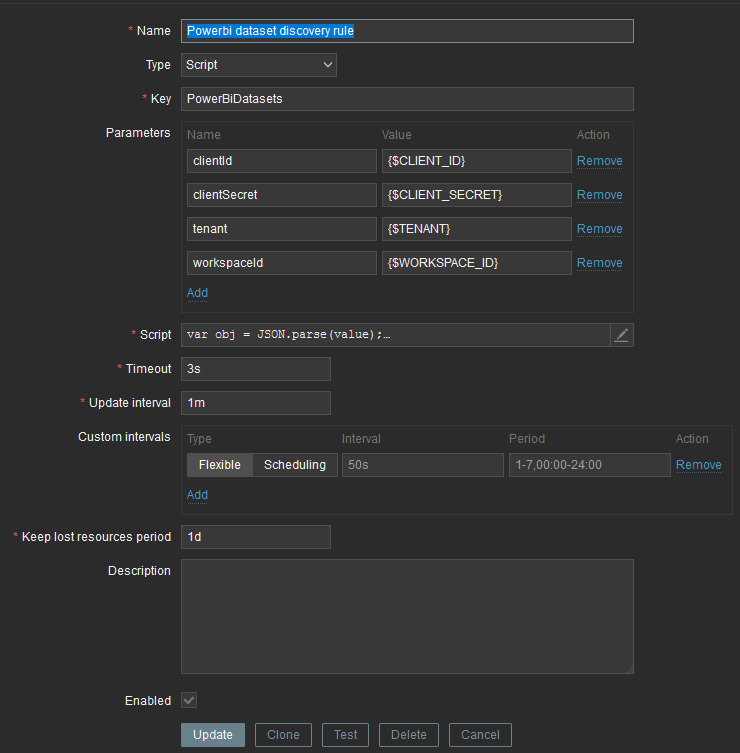 * Name Powerbi dataset discovery rule
Type Script
* Key PowerBiDatasets
Parameters Name Value Action
clientId {$CLIENT_ID} Remove
clientSecret {$CLIENT_SECRET} Remove
tenant {$TENANT} Remove
workspaceId {$WORKSPACE_ID} Remove
Add
* Script var obj = JSON.parse(value);…
* Timeout 3s
* Update interval 1m
Custom intervals Type Interval Period Action
Flexible Scheduling 50s 1-7,00:00-24:00 Remove
Add
* Keep lost resources period 1d
Description
Enabled
Update Clone Test Delete Cancel